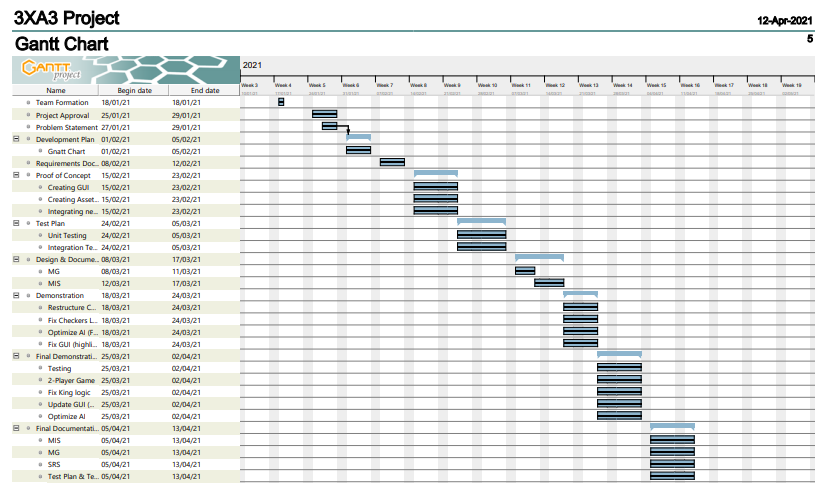 3XA3 Project
12-Apr-2021
Gantt Chart
5
GANTT project
2021
Name Begin date End date
Week 3 Week 4 Week 5 Week 6 Week 7 Week 8 Week 9 Week 10 Week 11 Week 12 Week 13 Week 14 Week 15 Week 16 Week 17 Week 18 Week 19
Team Formation 18/01/21 18/01/21
Project Approval 25/01/21 29/01/21
Problem Statement 27/01/21 29/01/21
Development Plan 01/02/21 05/02/21
Gnatt Chart 01/02/21 05/02/21
Requirements Doc... 08/02/21 12/02/21
Proof of Concept 15/02/21 23/02/21
Creating GUI 15/02/21 23/02/21
Creating Asset... 15/02/21 23/02/21
Integrating ne... 15/02/21 23/02/21
Test Plan 24/02/21 05/03/21
Unit Testing 24/02/21 05/03/21
Integration Te... 24/02/21 05/03/21
Design & Docume... 08/03/21 17/03/21
MG 08/03/21 11/03/21
MIS 12/03/21 17/03/21
Demonstration 18/03/21 24/03/21
Restructure C... 18/03/21 24/03/21
Fix Checkers L... 18/03/21 24/03/21
Optimize AI (F... 18/03/21 24/03/21
Fix GUI (highli... 18/03/21 24/03/21
Final Demonstrati... 25/03/21 02/04/21
Testing 25/03/21 02/04/21
2-Player Game 25/03/21 02/04/21
Fix King logic 25/03/21 02/04/21
Update GUI (... 25/03/21 02/04/21
Optimize AI 25/03/21 02/04/21
Final Documentati... 05/04/21 13/04/21
MIS 05/04/21 13/04/21
MG 05/04/21 13/04/21
SRS 05/04/21 13/04/21
Test Plan & Te... 05/04/21 13/04/21